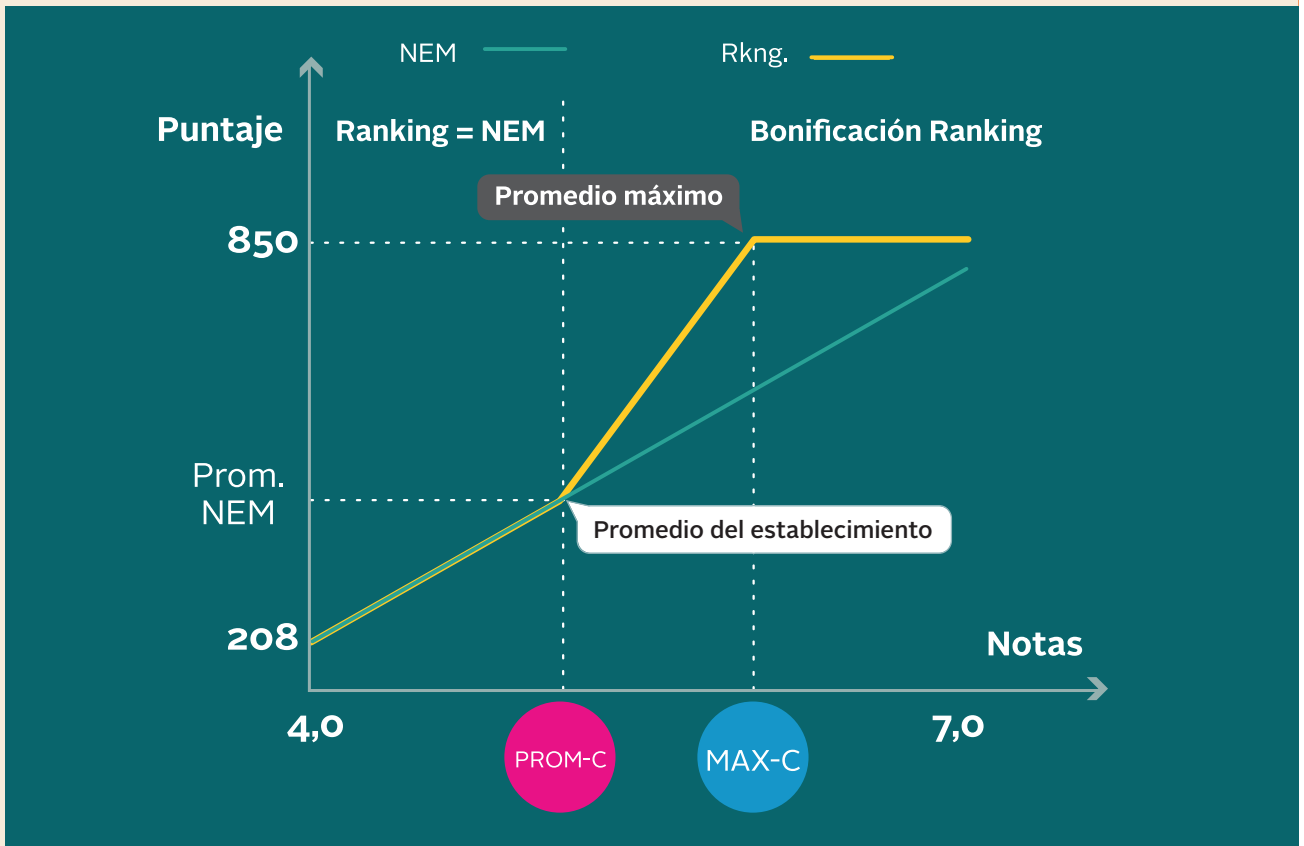 NEM
Rkng.
Puntaje
Ranking = NEM
Bonificación Ranking
Promedio máximo
850
Prom.
NEM
Promedio del establecimiento
208
Notas
4,0
7,0
PROM-C
MAX-C